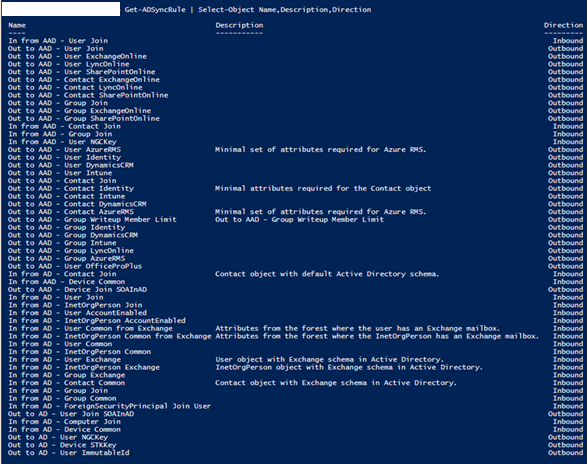 Get-ADSyncRule | Select-Object Name,Description,Direction
Name Description Direction
---- ----------- ---------
In from AAD - User Join Inbound
Out to AAD - User Join Outbound
Out to AAD - User ExchangeOnline Outbound
Out to AAD - User LyncOnline Outbound
Out to AAD - User SharePointOnline Outbound
Out to AAD - Contact ExchangeOnline Outbound
Out to AAD - Contact LyncOnline Outbound
Out to AAD - Contact SharePointOnline Outbound
Out to AAD - Group Join Outbound
Out to AAD - Group ExchangeOnline Outbound
Out to AAD - Group SharePointOnline Outbound
In from AAD - Contact Join Inbound
In from AAD - Group Join Inbound
In from AAD - User NGCKey Inbound
Out to AAD - User AzureRMS Minimal set of attributes required for Azure RMS. Outbound
Out to AAD - User Identity Outbound
Out to AAD - User DynamicsCRM Outbound
Out to AAD - User Intune Outbound
Out to AAD - Contact Join Outbound
Out to AAD - Contact Identity Minimal attributes required for the Contact object Outbound
Out to AAD - Contact Intune Outbound
Out to AAD - Contact DynamicsCRM Outbound
Out to AAD - Contact AzureRMS Minimal set of attributes required for Azure RMS. Outbound
Out to AAD - Group Writeup Member Limit Out to AAD - Group Writeup Member Limit Outbound
Out to AAD - Group Identity Outbound
Out to AAD - Group DynamicsCRM Outbound
Out to AAD - Group Intune Outbound
Out to AAD - Group LyncOnline Outbound
Out to AAD - Group AzureRMS Outbound
Out to AAD - User OfficeProPlus Outbound
In from AD - Contact Join Contact object with default Active Directory schema. Inbound
In from AAD - Device Common Inbound
Out to AAD - Device Join SOAInAD Outbound
In from AD - User Join Inbound
In from AD - InetOrgPerson Join Inbound
In from AD - User AccountEnabled Inbound
In from AD - InetOrgPerson AccountEnabled Inbound
In from AD - User Common from Exchange Attributes from the forest where the user has an Exchange mailbox. Inbound
In from AD - InetOrgPerson Common from Exchange Attributes from the forest where the InetOrgPerson has an Exchange mailbox. Inbound
In from AD - User Common Inbound
In from AD - InetOrgPerson Common Inbound
In from AD - User Exchange User object with Exchange schema in Active Directory. Inbound
In from AD - InetOrgPerson Exchange InetOrgPerson object with Exchange schema in Active Directory. Inbound
In from AD - Group Exchange Inbound
In from AD - Contact Common Contact object with Exchange schema in Active Directory. Inbound
In from AD - Group Join Inbound
In from AD - Group Common Inbound
In from AD - ForeignSecurityPrincipal Join User Inbound
Out to AD - User Join SOAInAD Outbound
In from AD - Computer Join Inbound
In from AD - Device Common Inbound
Out to AD - User NGCKey Outbound
Out to AD - Device STKKey Outbound
Out to AD - User ImmutableId Outbound